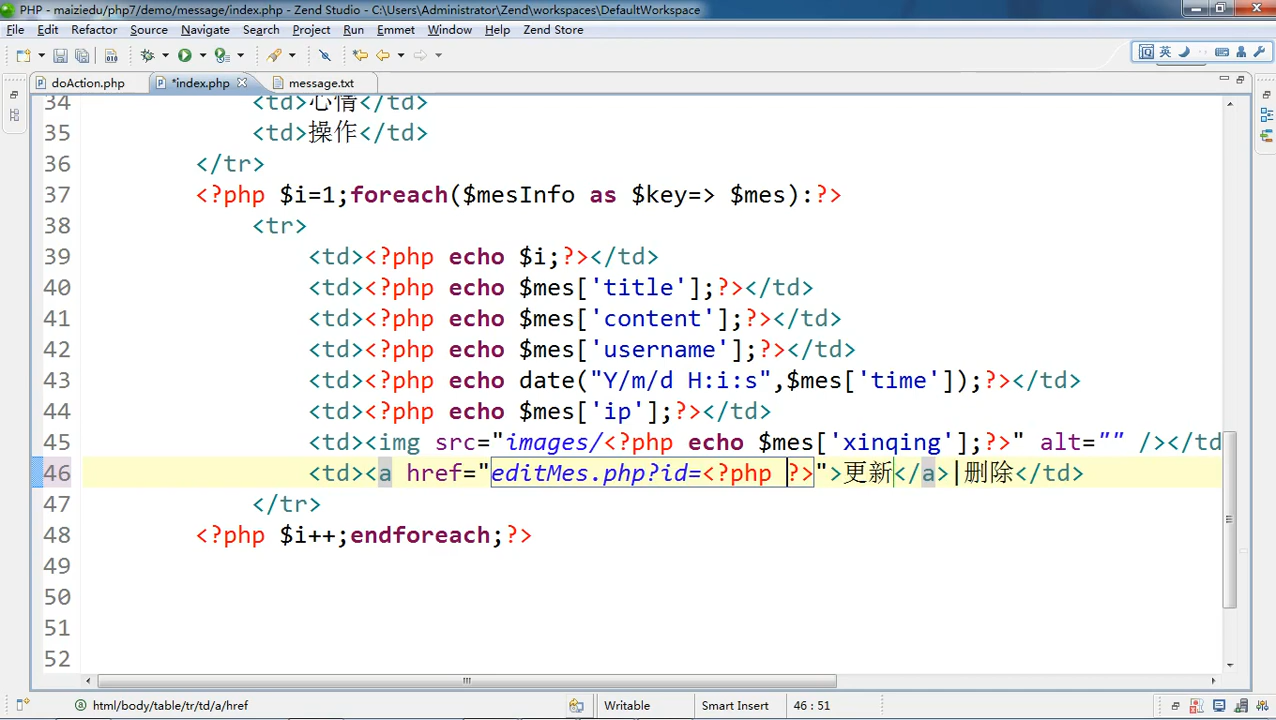 PHP - maiziedu/php7/demo/message/index.php - Zend Studio - C:\Users\Administrator\Zend\workspaces\DefaultWorkspace
File Edit Refactor Source Navigate Search Project Run Emmet Window Help Zend Store
英
doAction.php *index.php message.txt
34 <td>心情</td>
35 <td>操作</td>
36 </tr>
37 <?php $i=1;foreach($mesInfo as $key=> $mes):?>
38 <tr>
39 <td><?php echo $i;?></td>
40 <td><?php echo $mes['title'];?></td>
41 <td><?php echo $mes['content'];?></td>
42 <td><?php echo $mes['username'];?></td>
43 <td><?php echo date("Y/m/d H:i:s",$mes['time']);?></td>
44 <td><?php echo $mes['ip'];?></td>
45 <td><img src="images/<?php echo $mes['xinqing'];?>" alt="" /></td
46 <td><a href="editMes.php?id=<?php ?>">更新</a>|删除</td>
47 </tr>
48 <?php $i++;endforeach;?>
49
50
51
52
html/body/table/tr/td/a/href Writable Smart Insert 46 : 51